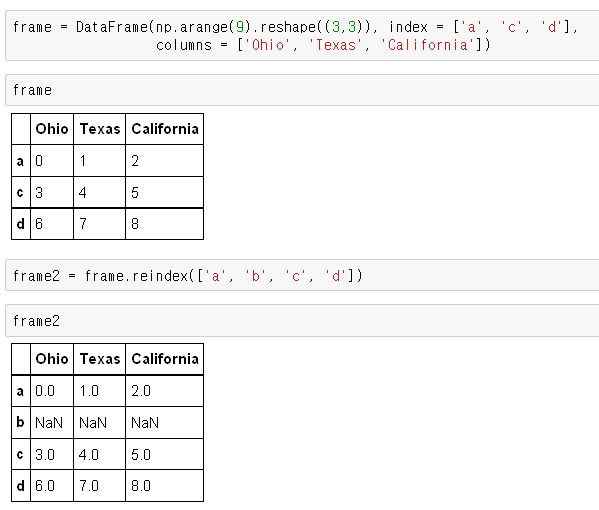 frame = DataFrame(np.arange(9).reshape((3,3)), index = ['a', 'c', 'd'],
columns = ['Ohio', 'Texas', 'California'])
frame
Ohio Texas California
a 0 1 2
c 3 4 5
d 6 7 8
frame2 = frame.reindex(['a', 'b', 'c', 'd'])
frame2
Ohio Texas California
a 0.0 1.0 2.0
b NaN NaN NaN
c 3.0 4.0 5.0
d 6.0 7.0 8.0